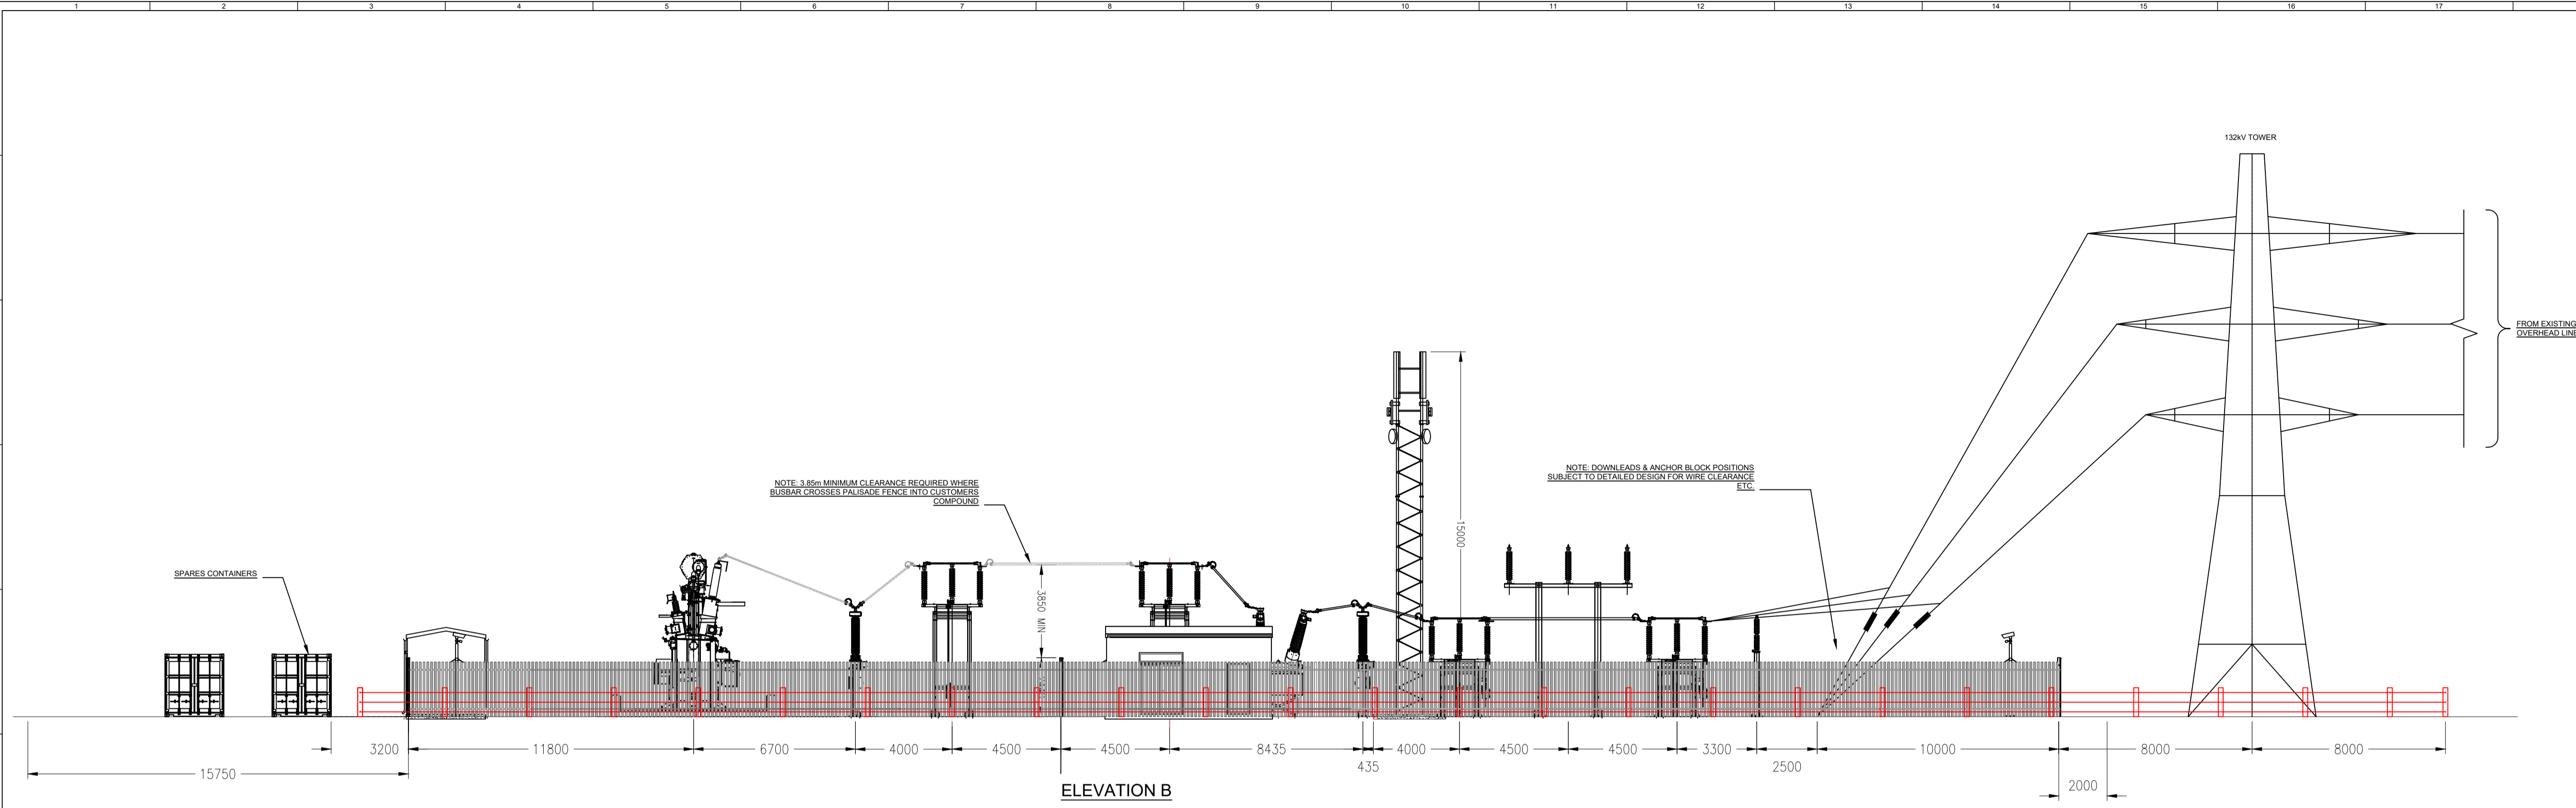 1 2 3 4 5 6 7 8 9 10 11 12 13 14 15 16 17
132kV TOWER
FROM EXISTING
OVERHEAD LINE
NOTE: DOWNLEADS & ANCHOR BLOCK POSITIONS
SUBJECT TO DETAILED DESIGN FOR WIRE CLEARANCE
ETC.
NOTE: 3.85m MINIMUM CLEARANCE REQUIRED WHERE
BUSBAR CROSSES PALISADE FENCE INTO CUSTOMERS
COMPOUND
15000
SPARES CONTAINERS
3850 MIN
3200 11800 6700 4000 4500 4500 8435 4000 4500 4500 3300 10000 8000 8000
435 2500
15750
2000
ELEVATION B